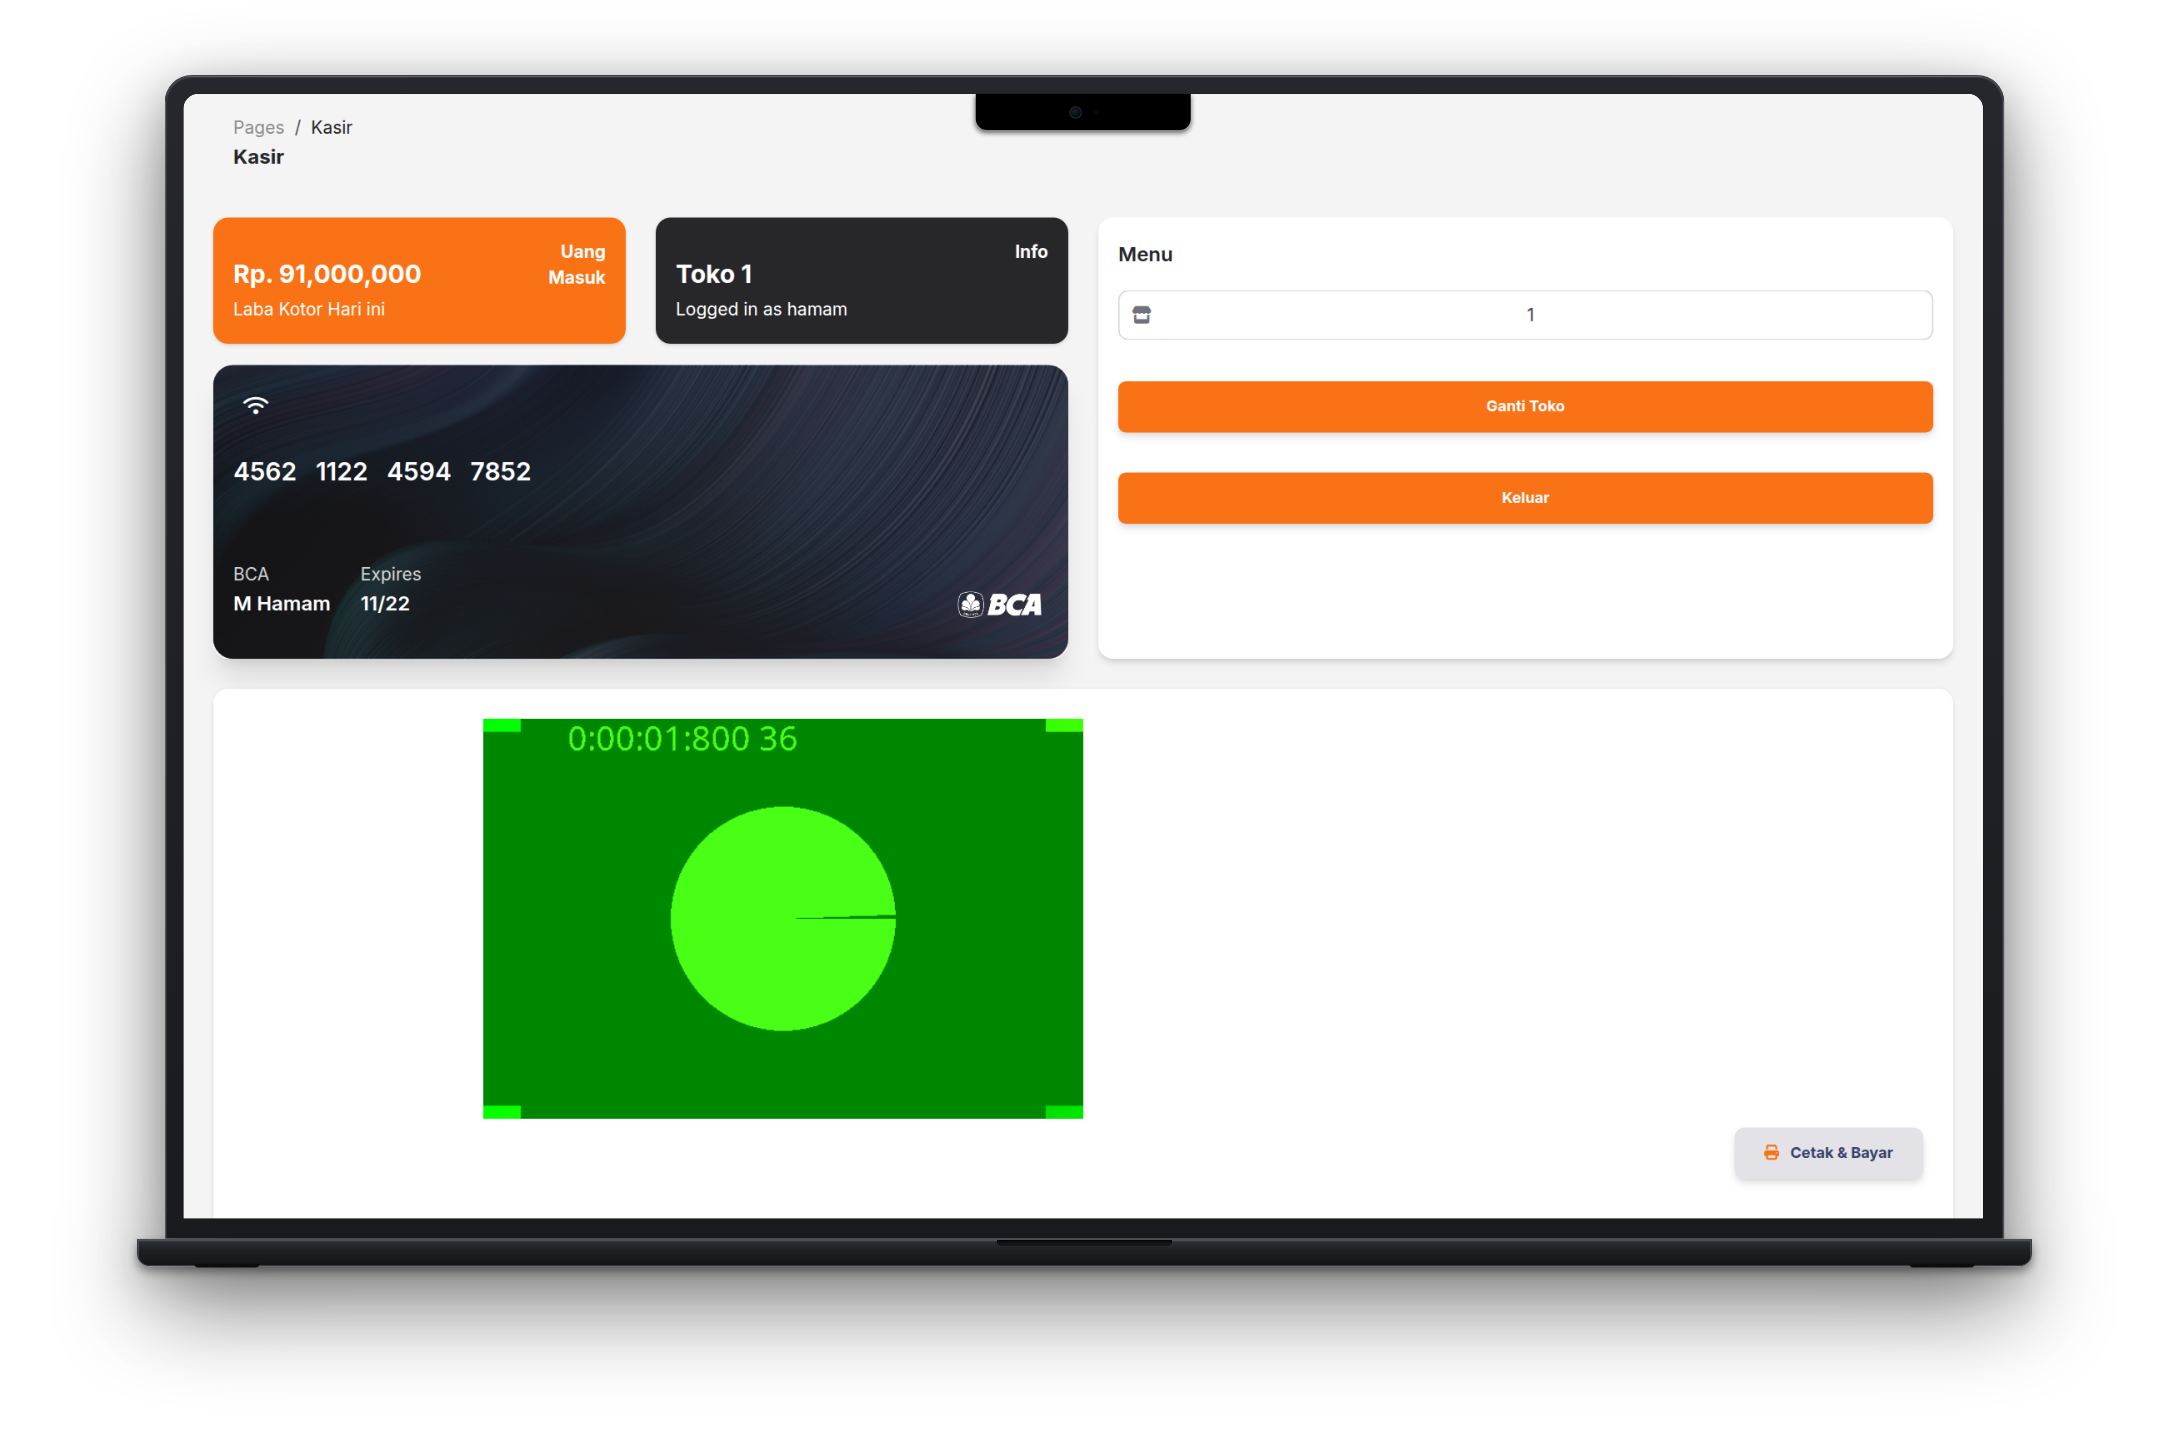 Pages / Kasir
Kasir
Uang
Masuk
Rp. 91,000,000
Laba Kotor Hari ini
Info
Toko 1
Logged in as hamam
4562 1122 4594 7852
BCA Expires
M Hamam 11/22
BCA
Menu
1
Ganti Toko
Keluar
0:00:01:800 36
Cetak & Bayar